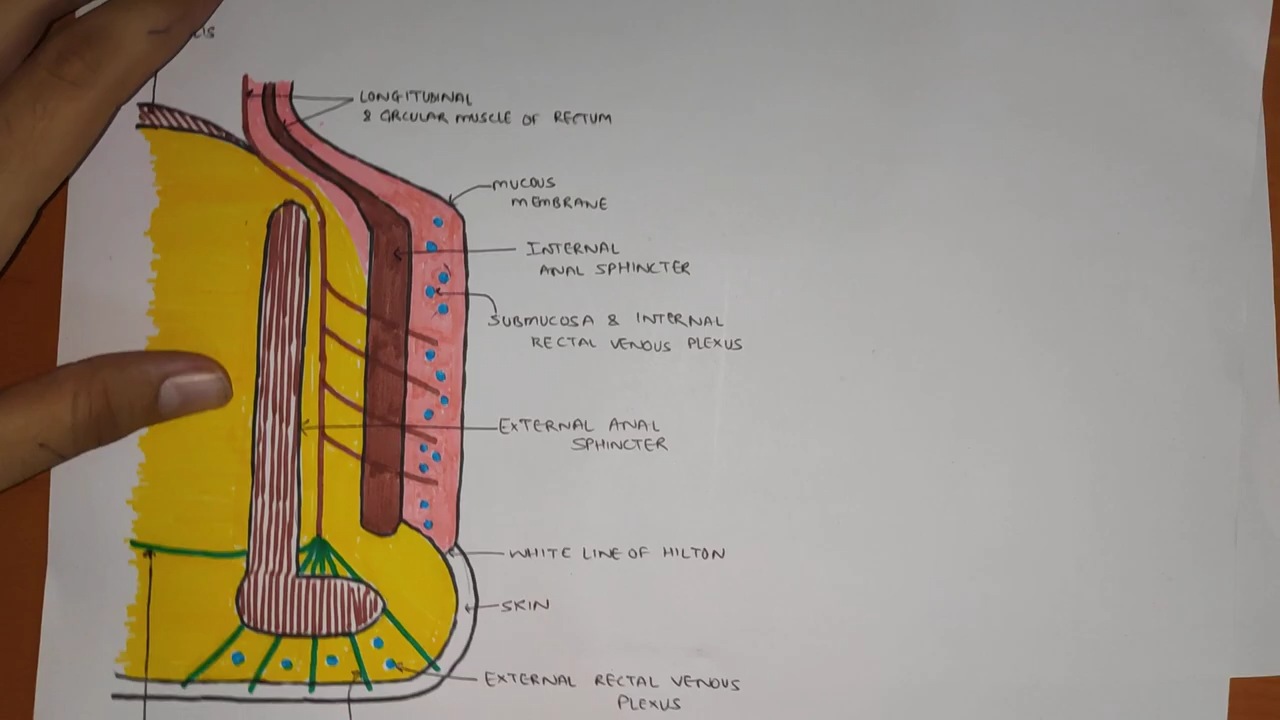 LONGITUDINAL
& CIRCULAR MUSCLE OF RECTUM
MUCOUS
MEMBRANE
INTERNAL
ANAL SPHINCTER
SUBMUCOSA & INTERNAL
RECTAL VENOUS PLEXUS
EXTERNAL ANAL
SPHINCTER
WHITE LINE OF HILTON
SKIN
EXTERNAL RECTAL VENOUS
PLEXUS